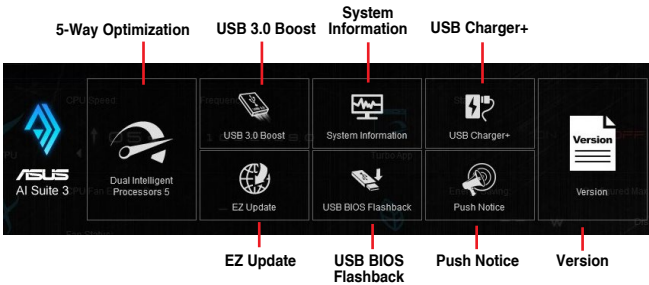 5-Way Optimization
USB 3.0 Boost
System
Information
USB Charger+
ASUS
AI Suite 3
Dual Intelligent
Processors 5
USB 3.0 Boost
System Information
USB Charger+
Version
EZ Update
USB BIOS Flashback
Push Notice
Version
EZ Update
USB BIOS
Flashback
Push Notice
Version